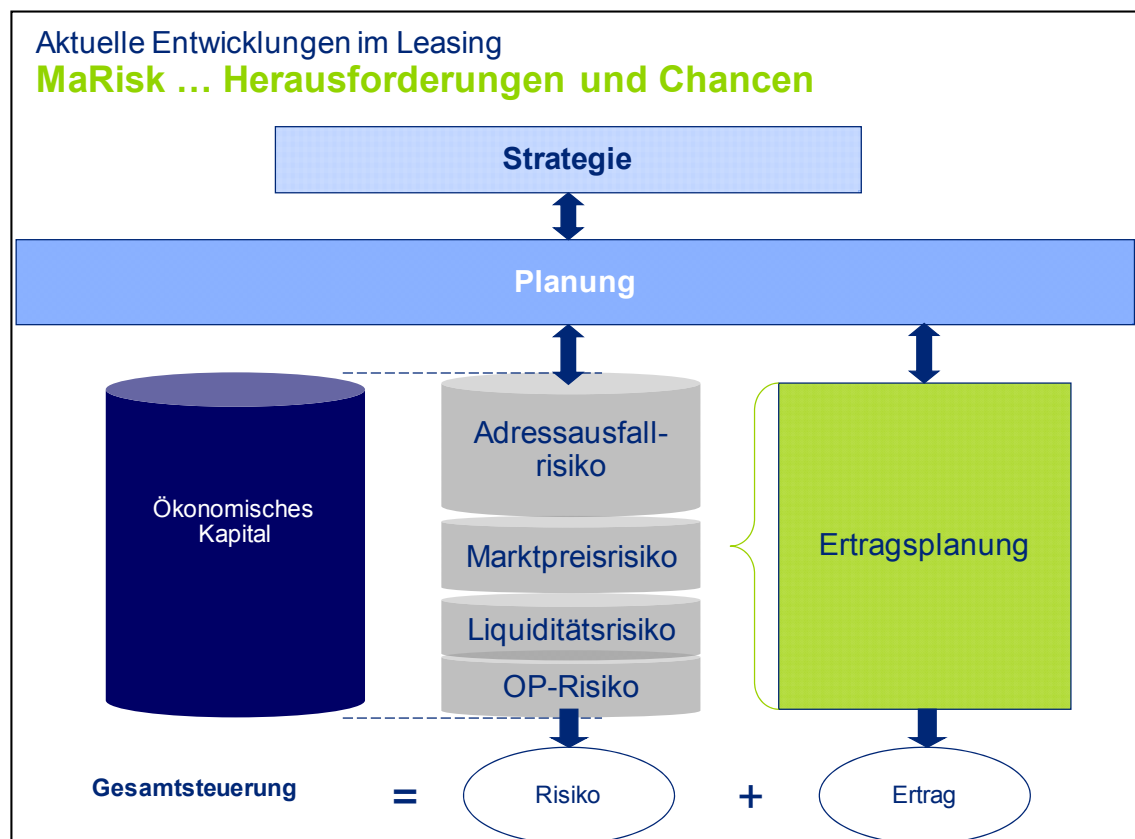 Aktuelle Entwicklungen im Leasing
MaRisk … Herausforderungen und Chancen
Strategie
Planung
Ökonomisches
Kapital
Adressausfall-
risiko
Marktpreisrisiko
Liquiditätsrisiko
OP-Risiko
Ertragsplanung
Gesamtsteuerung = Risiko + Ertrag